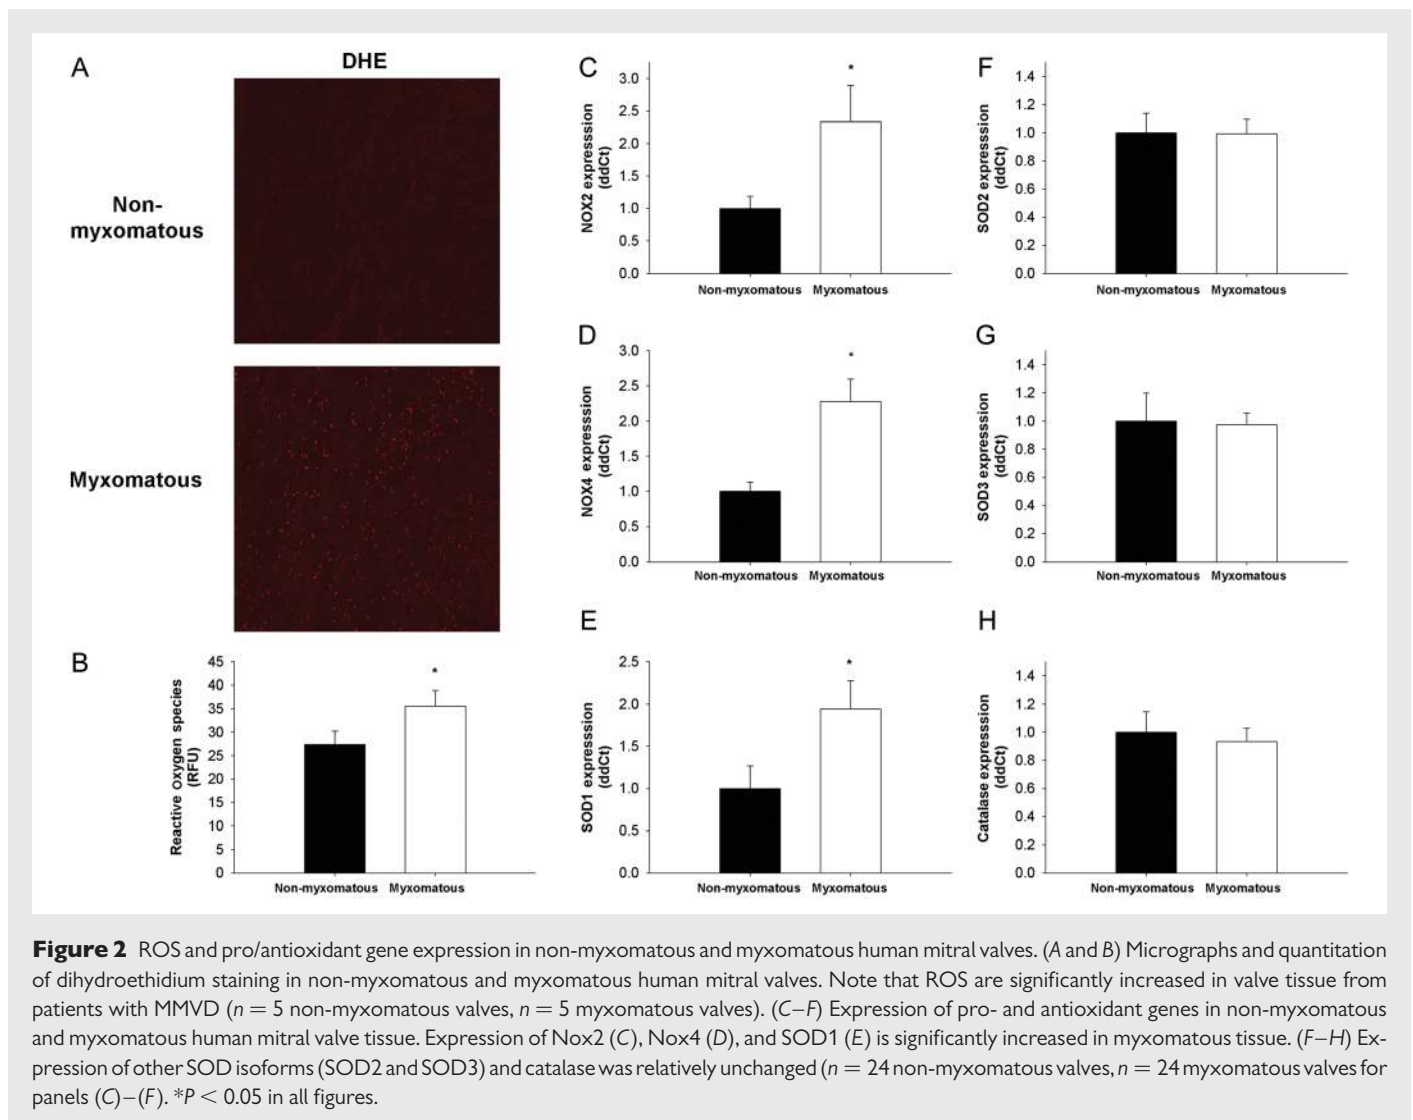 A
DHE
Non-
myxomatous
Myxomatous
B
Reactive oxygen species
(RFU)
45
40
35
30
25
20
15
10
5
0
*
Non-myxomatous Myxomatous
C
NOX2 expresssion
(ddCt)
3.0
2.5
2.0
1.5
1.0
0.5
0.0
*
Non-myxomatous Myxomatous
D
NOX4 expresssion
(ddCt)
3.0
2.5
2.0
1.5
1.0
0.5
0.0
*
Non-myxomatous Myxomatous
E
SOD1 expresssion
(ddCt)
2.5
2.0
1.5
1.0
0.5
0.0
*
Non-myxomatous Myxomatous
F
SOD2 expresssion
(ddCt)
1.4
1.2
1.0
0.8
0.6
0.4
0.2
0.0
Non-myxomatous Myxomatous
G
SOD3 expresssion
(ddCt)
1.4
1.2
1.0
0.8
0.6
0.4
0.2
0.0
Non-myxomatous Myxomatous
H
Catalase expresssion
(ddCt)
1.4
1.2
1.0
0.8
0.6
0.4
0.2
0.0
Non-myxomatous Myxomatous
Figure 2 ROS and pro/antioxidant gene expression in non-myxomatous and myxomatous human mitral valves. (A and B) Micrographs and quantitation
of dihydroethidium staining in non-myxomatous and myxomatous human mitral valves. Note that ROS are significantly increased in valve tissue from
patients with MMVD (n = 5 non-myxomatous valves, n = 5 myxomatous valves). (C–F) Expression of pro- and antioxidant genes in non-myxomatous
and myxomatous human mitral valve tissue. Expression of Nox2 (C), Nox4 (D), and SOD1 (E) is significantly increased in myxomatous tissue. (F–H) Ex-
pression of other SOD isoforms (SOD2 and SOD3) and catalase was relatively unchanged (n = 24 non-myxomatous valves, n = 24 myxomatous valves for
panels (C)–(F). *P < 0.05 in all figures.